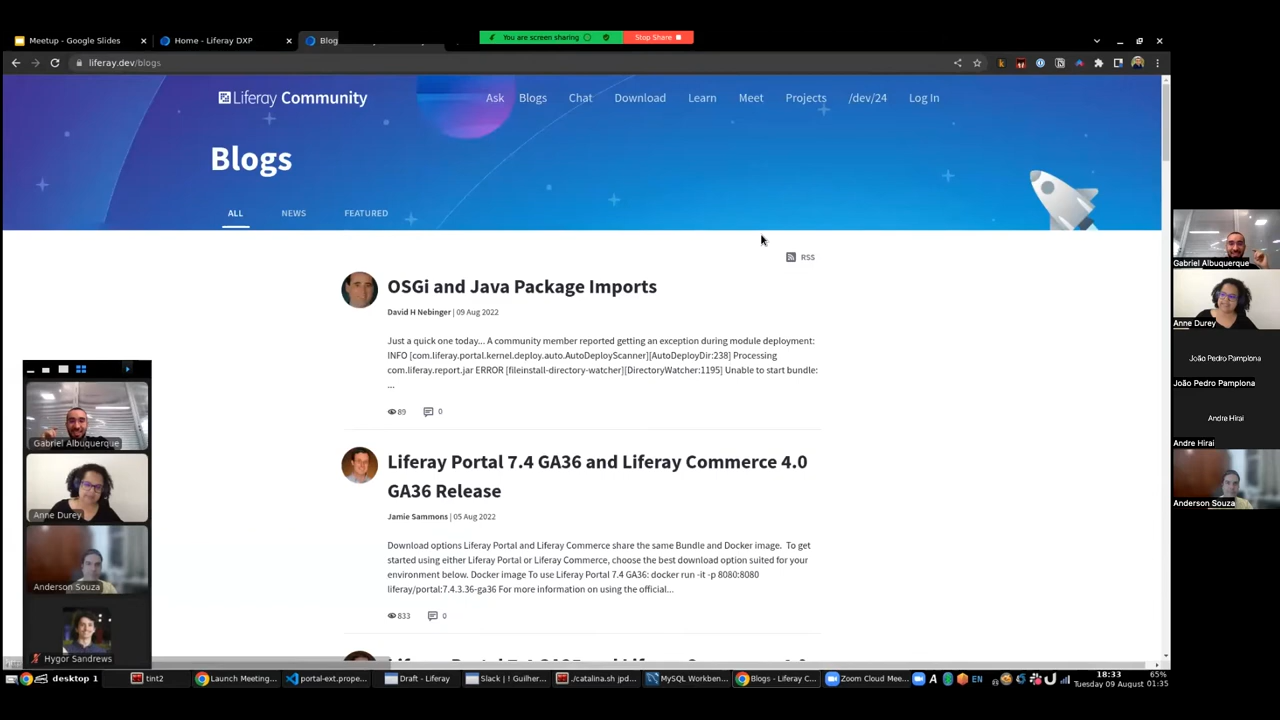 Meetup - Google Slides
Home - Liferay DXP
Blog
You are screen sharing
Stop Share
liferay.dev/blogs
Liferay Community
Ask
Blogs
Chat
Download
Learn
Meet
Projects
/dev/24
Log In
Blogs
ALL
NEWS
FEATURED
RSS
OSGi and Java Package Imports
David H Nebinger | 09 Aug 2022
Just a quick one today... A community member reported getting an exception during module deployment:
INFO [com.liferay.portal.kernel.deploy.auto.AutoDeployScanner][AutoDeployDir:238] Processing
com.liferay.report.jar ERROR [fileinstall-directory-watcher][DirectoryWatcher:1195] Unable to start bundle:
...
89
0
Liferay Portal 7.4 GA36 and Liferay Commerce 4.0
GA36 Release
Jamie Sammons | 05 Aug 2022
Download options Liferay Portal and Liferay Commerce share the same Bundle and Docker image.  To get
started using either Liferay Portal or Liferay Commerce, choose the best download option suited for your
environment below. Docker image To use Liferay Portal 7.4 GA36: docker run -it -p 8080:8080
liferay/portal:7.4.3.36-ga36 For more information on using the official...
833
0
Gabriel Albuquerque
Anne Durey
Anderson Souza
Hygor Sandrews
Gabriel Albuquerque
Anne Durey
João Pedro Pamplona
João Pedro Pamplona
Andre Hirai
Andre Hirai
Anderson Souza
desktop 1
tint2
Launch Meeting...
portal-ext.prope...
Draft - Liferay
Slack | ! Guilher...
./catalina.sh jpd...
MySQL Workben...
Blogs - Liferay C...
Zoom Cloud Mee...
EN
18:33
Tuesday 09 August
65%
01:35